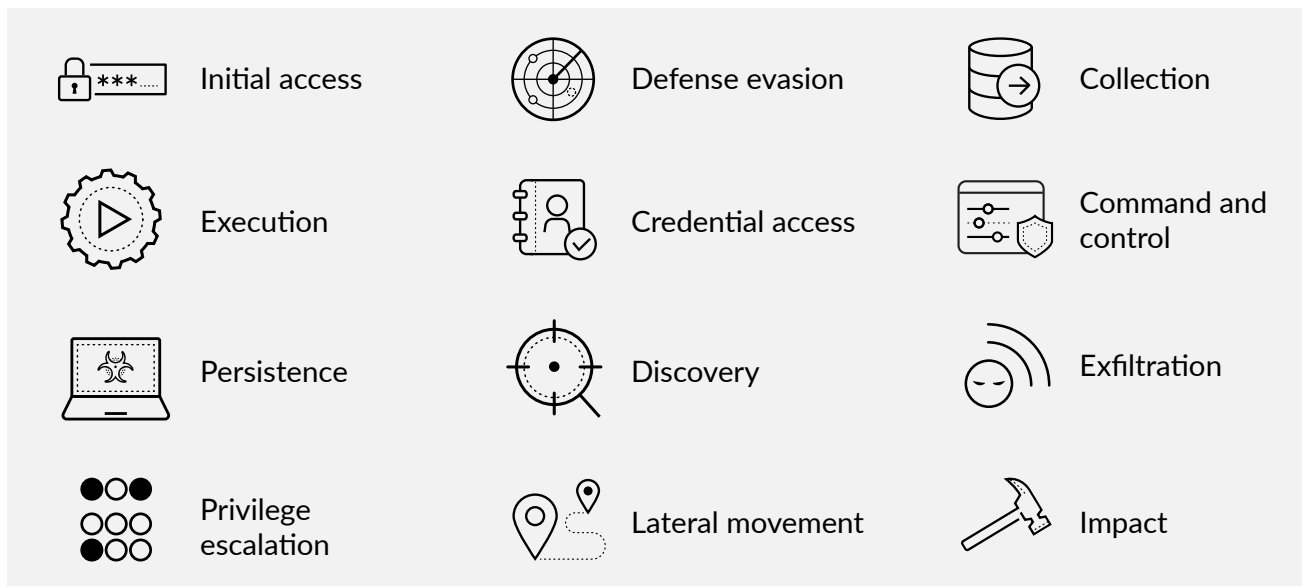 ***.....
Initial access
Execution
Persistence
Privilege
escalation
Defense evasion
Credential access
Discovery
Lateral movement
Collection
Command and
control
Exfiltration
Impact